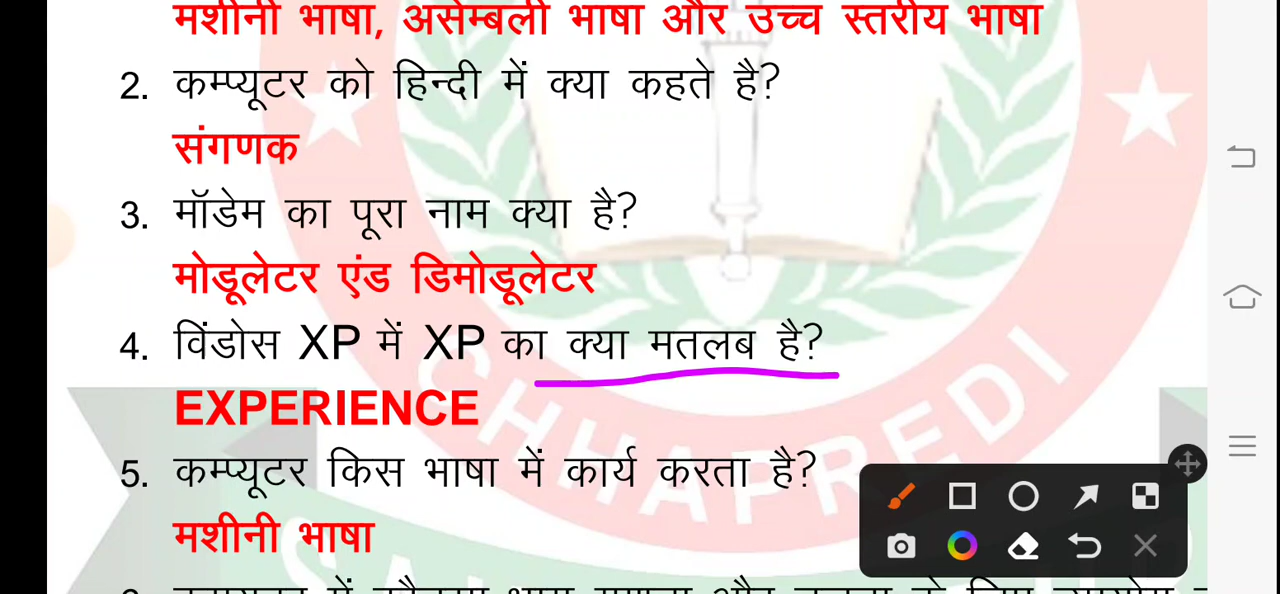 मशीनी भाषा, असेम्बली भाषा और उच्च स्तरीय भाषा
2. कम्प्यूटर को हिन्दी में क्या कहते है?
संगणक
3. मॉडेम का पूरा नाम क्या है?
मोडूलेटर एंड डिमोडूलेटर
4. विंडोस XP में XP का क्या मतलब है?
EXPERIENCE
5. कम्प्यूटर किस भाषा में कार्य करता है?
मशीनी भाषा
CHHAPREDI